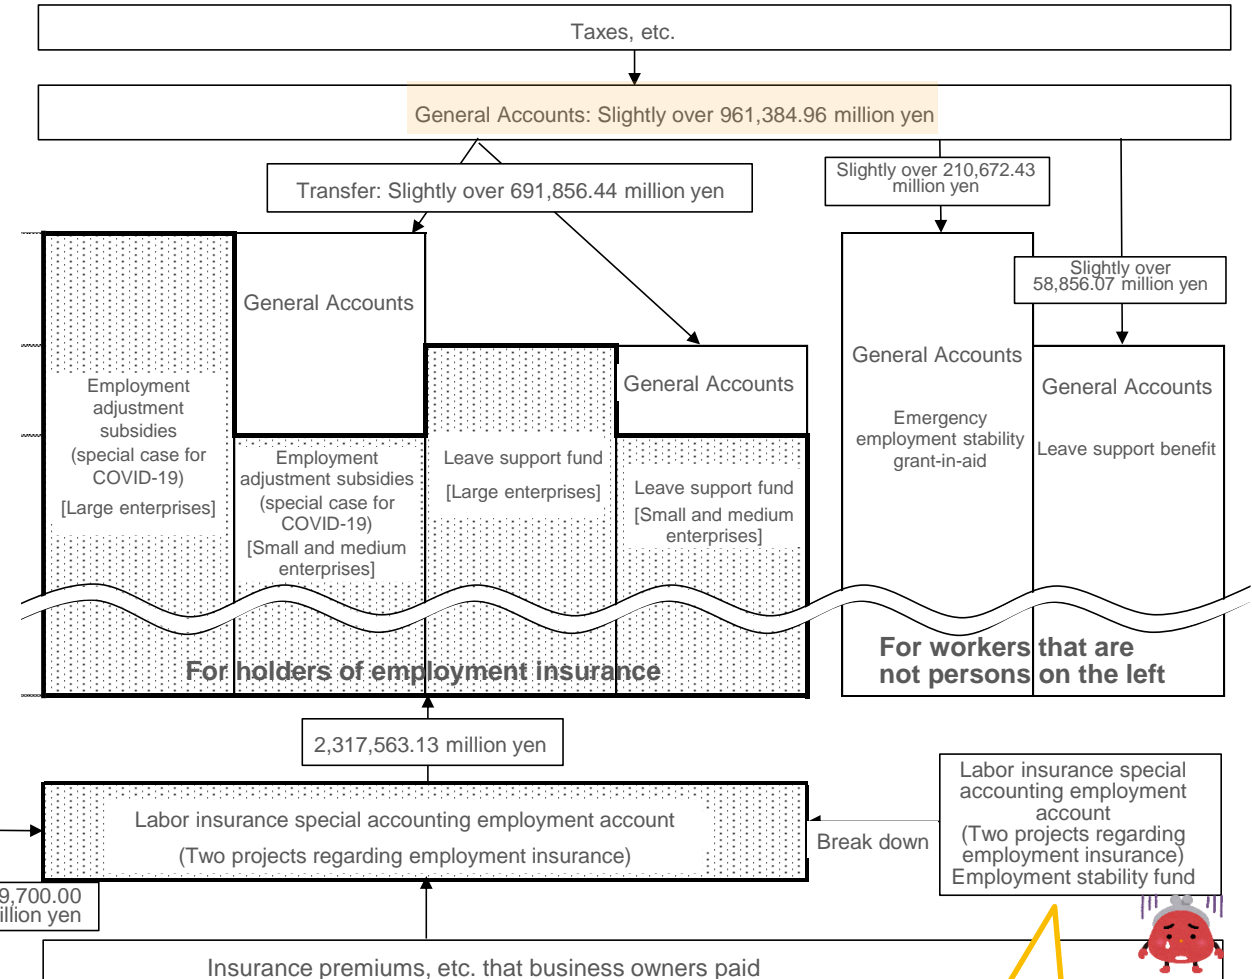 Taxes, etc.
General Accounts: Slightly over 961,384.96 million yen
Transfer: Slightly over 691,856.44 million yen
Slightly over 210,672.43
million yen
Slightly over
58,856.07 million yen
General Accounts
General Accounts
General Accounts
Emergency
employment stability
grant-in-aid
General Accounts
Leave support benefit
Employment
adjustment
subsidies
(special case for
COVID-19)
[Large enterprises]
Employment
adjustment subsidies
(special case for
COVID-19)
[Small and medium
enterprises]
Leave support fund
[Large enterprises]
Leave support fund
[Small and medium
enterprises]
For holders of employment insurance
For workers that are
not persons on the left
2,317,563.13 million yen
Labor insurance special accounting employment account
(Two projects regarding employment insurance)
Break down
Labor insurance special
accounting employment
account
(Two projects regarding
employment insurance)
Employment stability fund
9,700.00
illion yen
Insurance premiums, etc. that business owners paid